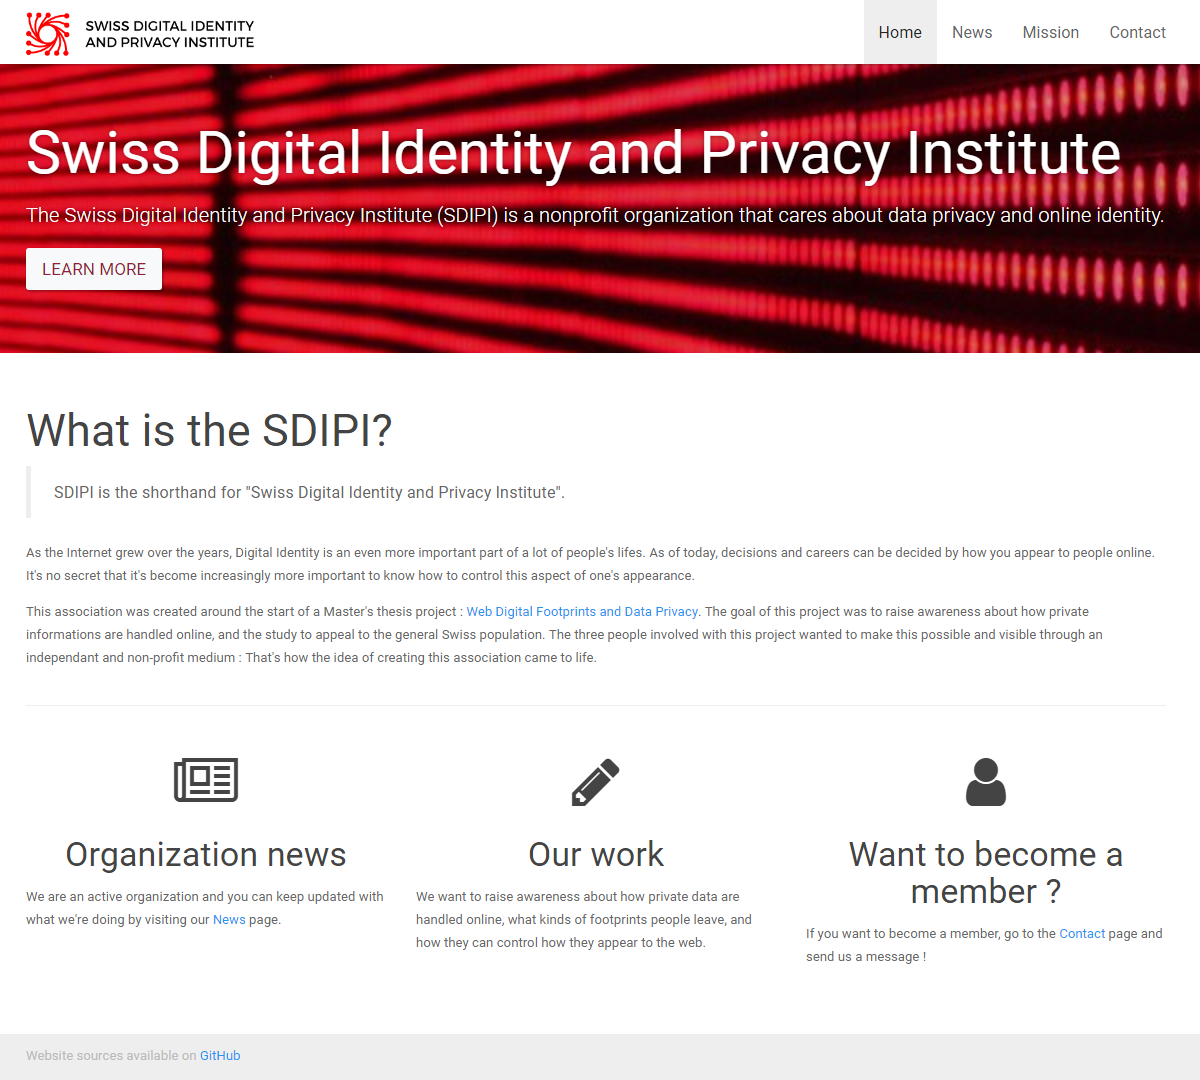 SWISS DIGITAL IDENTITY
AND PRIVACY INSTITUTE
Home News Mission Contact
Swiss Digital Identity and Privacy Institute
The Swiss Digital Identity and Privacy Institute (SDIPI) is a nonprofit organization that cares about data privacy and online identity.
LEARN MORE
What is the SDIPI?
SDIPI is the shorthand for "Swiss Digital Identity and Privacy Institute".
As the Internet grew over the years, Digital Identity is an even more important part of a lot of people's lifes. As of today, decisions and careers can be decided by how you appear to people online.
It's no secret that it's become increasingly more important to know how to control this aspect of one's appearance.
This association was created around the start of a Master's thesis project : Web Digital Footprints and Data Privacy. The goal of this project was to raise awareness about how private
informations are handled online, and the study to appeal to the general Swiss population. The three people involved with this project wanted to make this possible and visible through an
independant and non-profit medium : That's how the idea of creating this association came to life.
Organization news
We are an active organization and you can keep updated with
what we're doing by visiting our News page.
Our work
We want to raise awareness about how private data are
handled online, what kinds of footprints people leave, and
how they can control how they appear to the web.
Want to become a
member ?
If you want to become a member, go to the Contact page and
send us a message !
Website sources available on GitHub